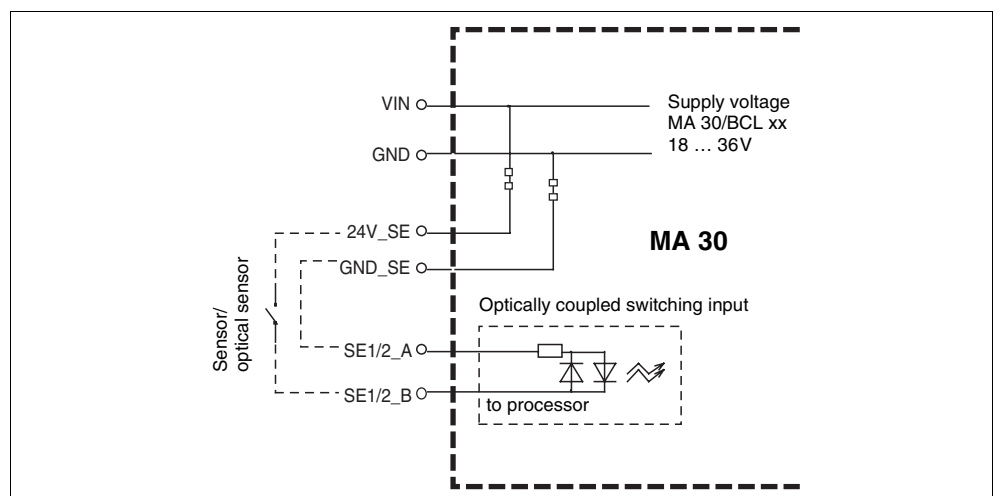 VIN
GND
Supply voltage
MA 30/BCL xx
18 … 36V
24V_SE
GND_SE
MA 30
Sensor/
optical sensor
Optically coupled switching input
SE1/2_A
SE1/2_B
to processor